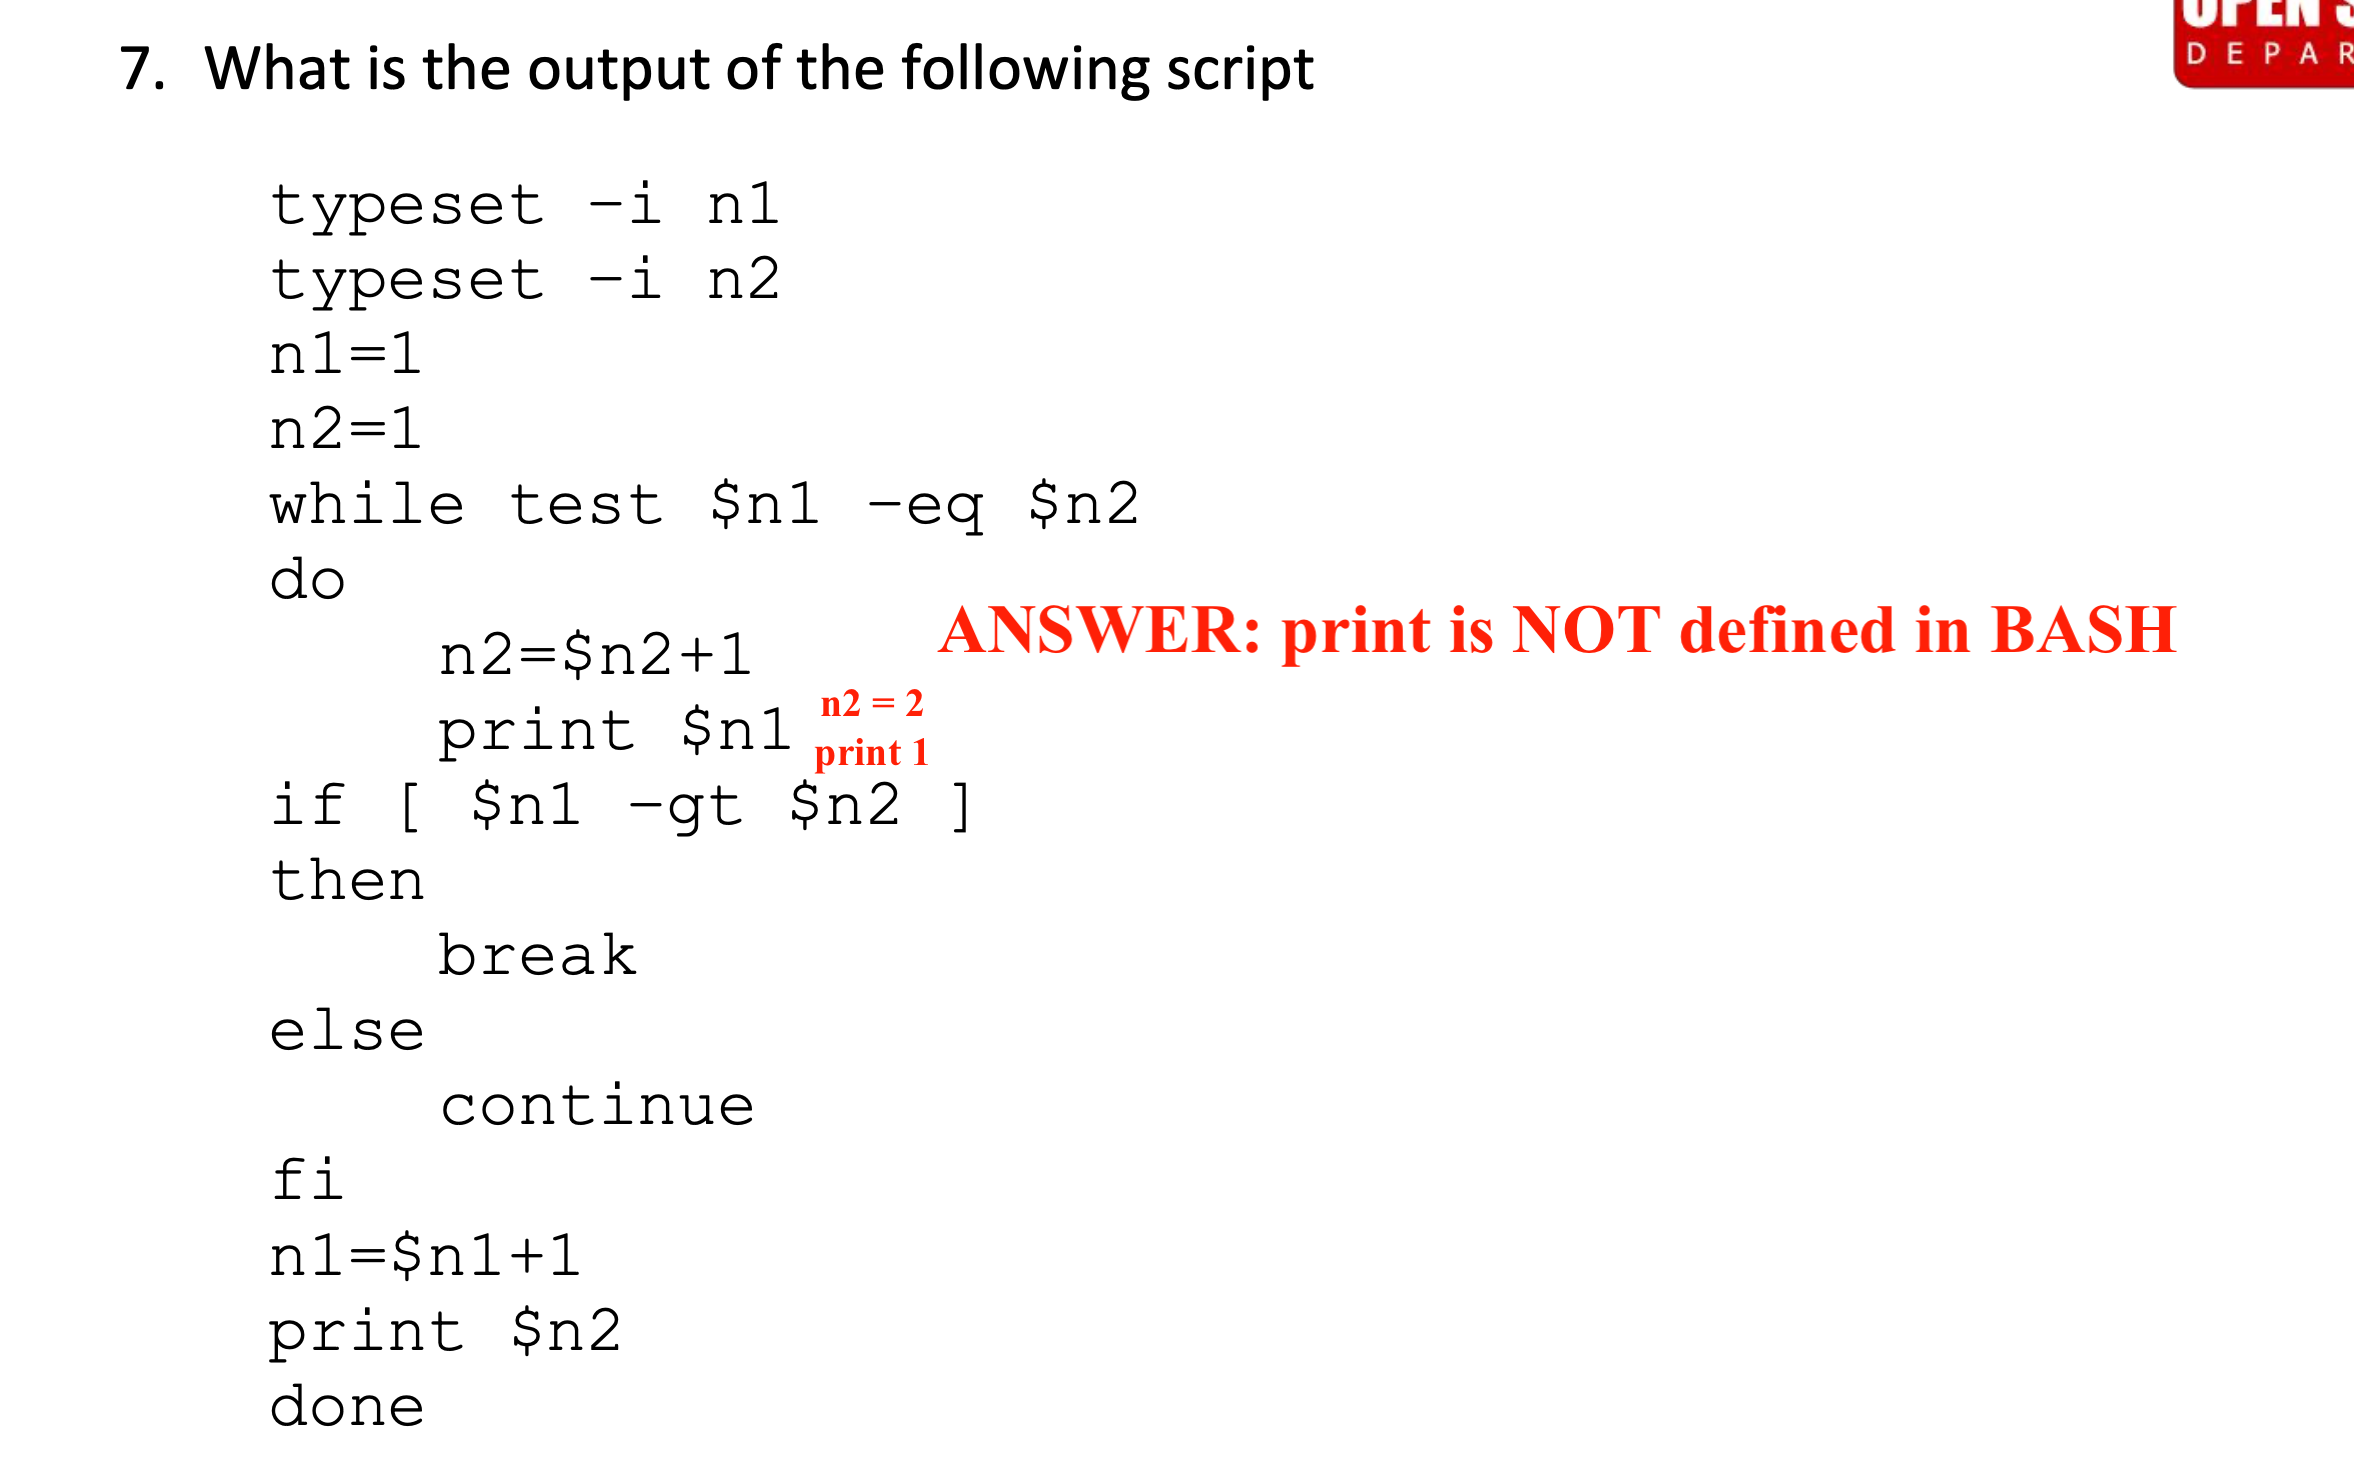 7. What is the output of the following script
DEPAR
typeset -i n1
typeset -i n2
n1=1
n2=1
while test $n1 -eq $n2
do
ANSWER: print is NOT defined in BASH
n2=$n2+1
n2 = 2
print $n1
print 1
if [ $n1 -gt $n2 ]
then
break
else
continue
fi
n1=$n1+1
print $n2
done